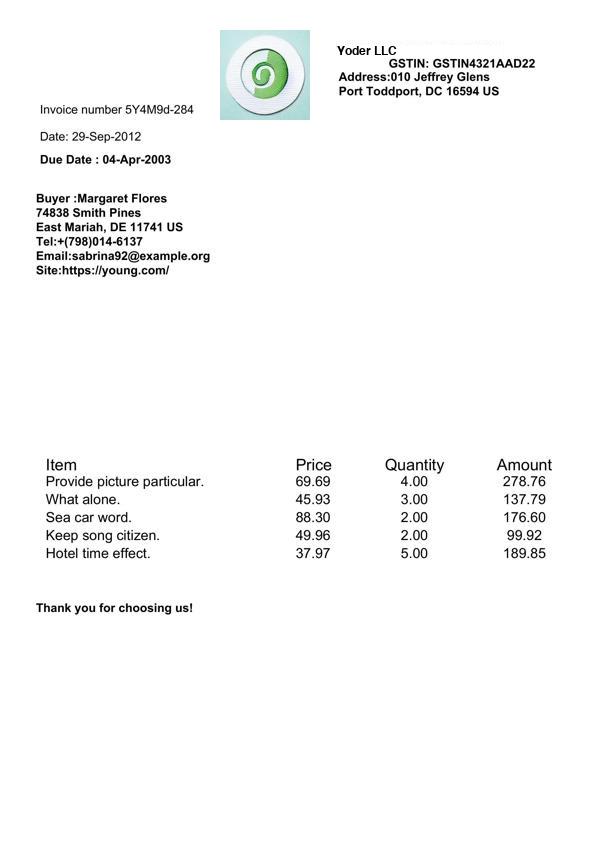 Yoder LLC
GSTIN: GSTIN4321AAD22
Address:010 Jeffrey Glens
Port Toddport, DC 16594 US
Invoice number 5Y4M9d-284
Date: 29-Sep-2012
Due Date : 04-Apr-2003
Buyer :Margaret Flores
74838 Smith Pines
East Mariah, DE 11741 US
Tel:+(798)014-6137
Email:sabrina92@example.org
Site:https://young.com/
Item Price Quantity Amount
Provide picture particular. 69.69 4.00 278.76
What alone. 45.93 3.00 137.79
Sea car word. 88.30 2.00 176.60
Keep song citizen. 49.96 2.00 99.92
Hotel time effect. 37.97 5.00 189.85
Thank you for choosing us!